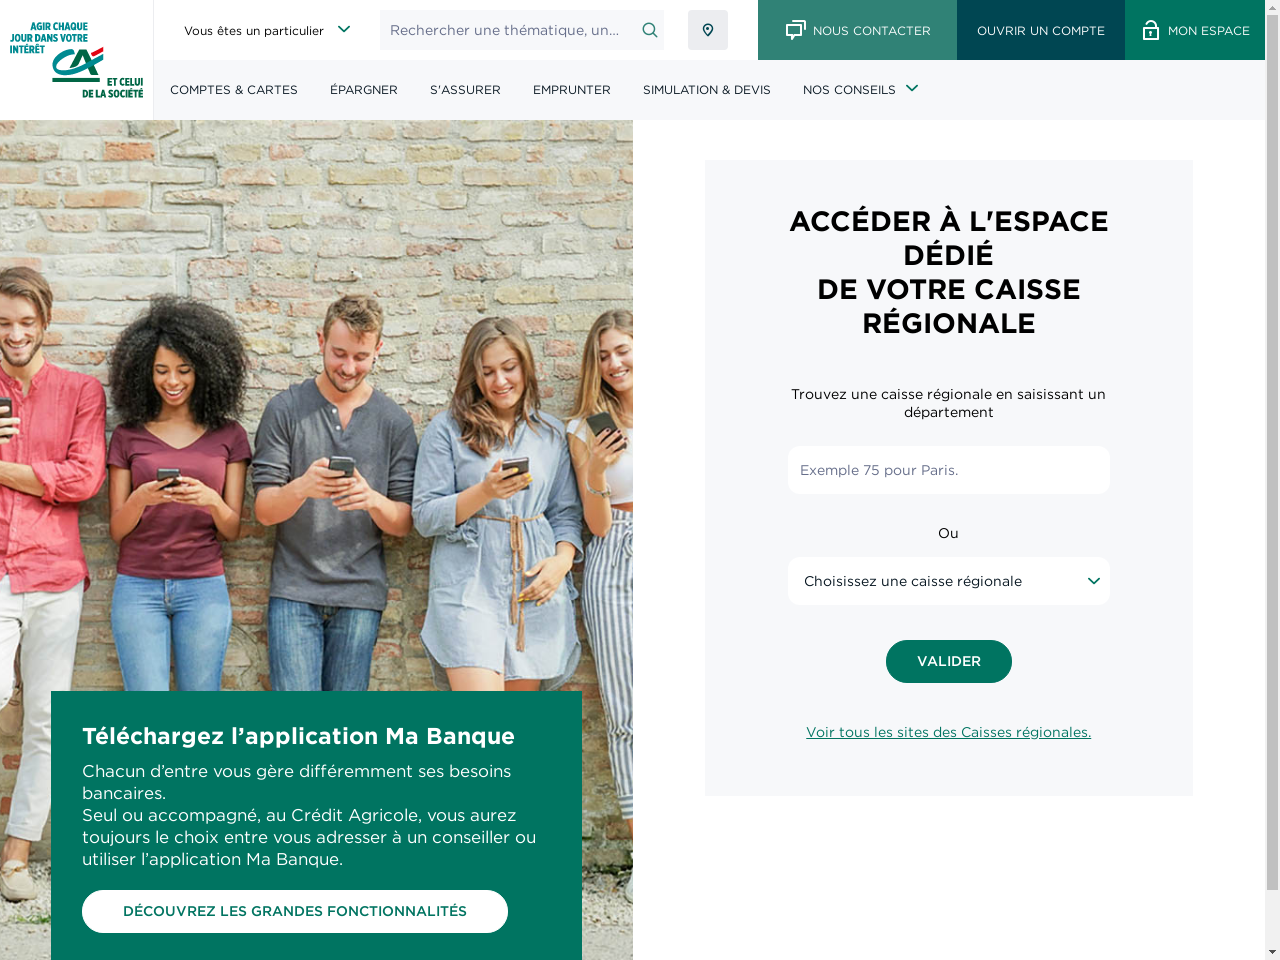 AGIR CHAQUE
JOUR DANS VOTRE
INTÉRÊT
ET CELUI
DE LA SOCIÉTÉ
Vous êtes un particulier
Rechercher une thématique, un...
NOUS CONTACTER
OUVRIR UN COMPTE
MON ESPACE
COMPTES & CARTES
ÉPARGNER
S'ASSURER
EMPRUNTER
SIMULATION & DEVIS
NOS CONSEILS
ACCÉDER À L'ESPACE
DÉDIÉ
DE VOTRE CAISSE
RÉGIONALE
Trouvez une caisse régionale en saisissant un
département
Exemple 75 pour Paris.
Ou
Choisissez une caisse régionale
VALIDER
Voir tous les sites des Caisses régionales.
Téléchargez l’application Ma Banque
Chacun d’entre vous gère différemment ses besoins
bancaires.
Seul ou accompagné, au Crédit Agricole, vous aurez
toujours le choix entre vous adresser à un conseiller ou
utiliser l’application Ma Banque.
DÉCOUVREZ LES GRANDES FONCTIONNALITÉS